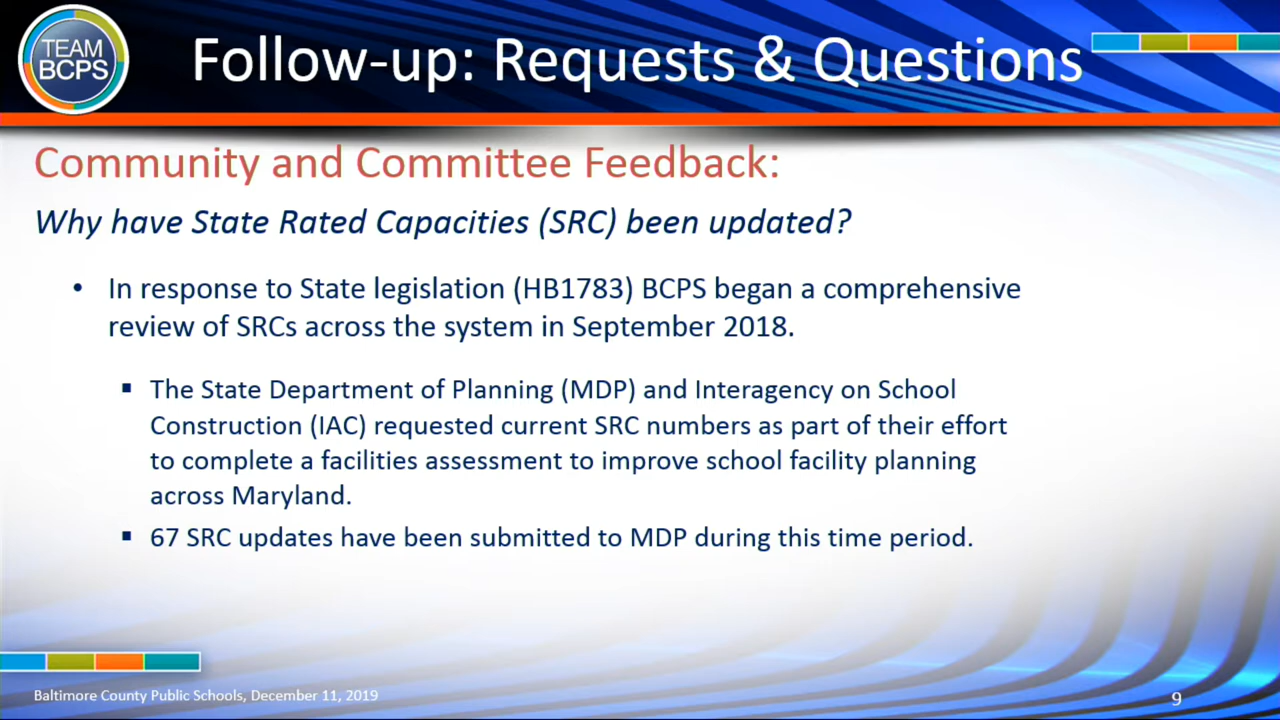 TEAM
BCPS
Follow-up: Requests & Questions
Community and Committee Feedback:
Why have State Rated Capacities (SRC) been updated?
• In response to State legislation (HB1783) BCPS began a comprehensive
review of SRCs across the system in September 2018.
▪ The State Department of Planning (MDP) and Interagency on School
Construction (IAC) requested current SRC numbers as part of their effort
to complete a facilities assessment to improve school facility planning
across Maryland.
▪ 67 SRC updates have been submitted to MDP during this time period.
Baltimore County Public Schools, December 11, 2019
9